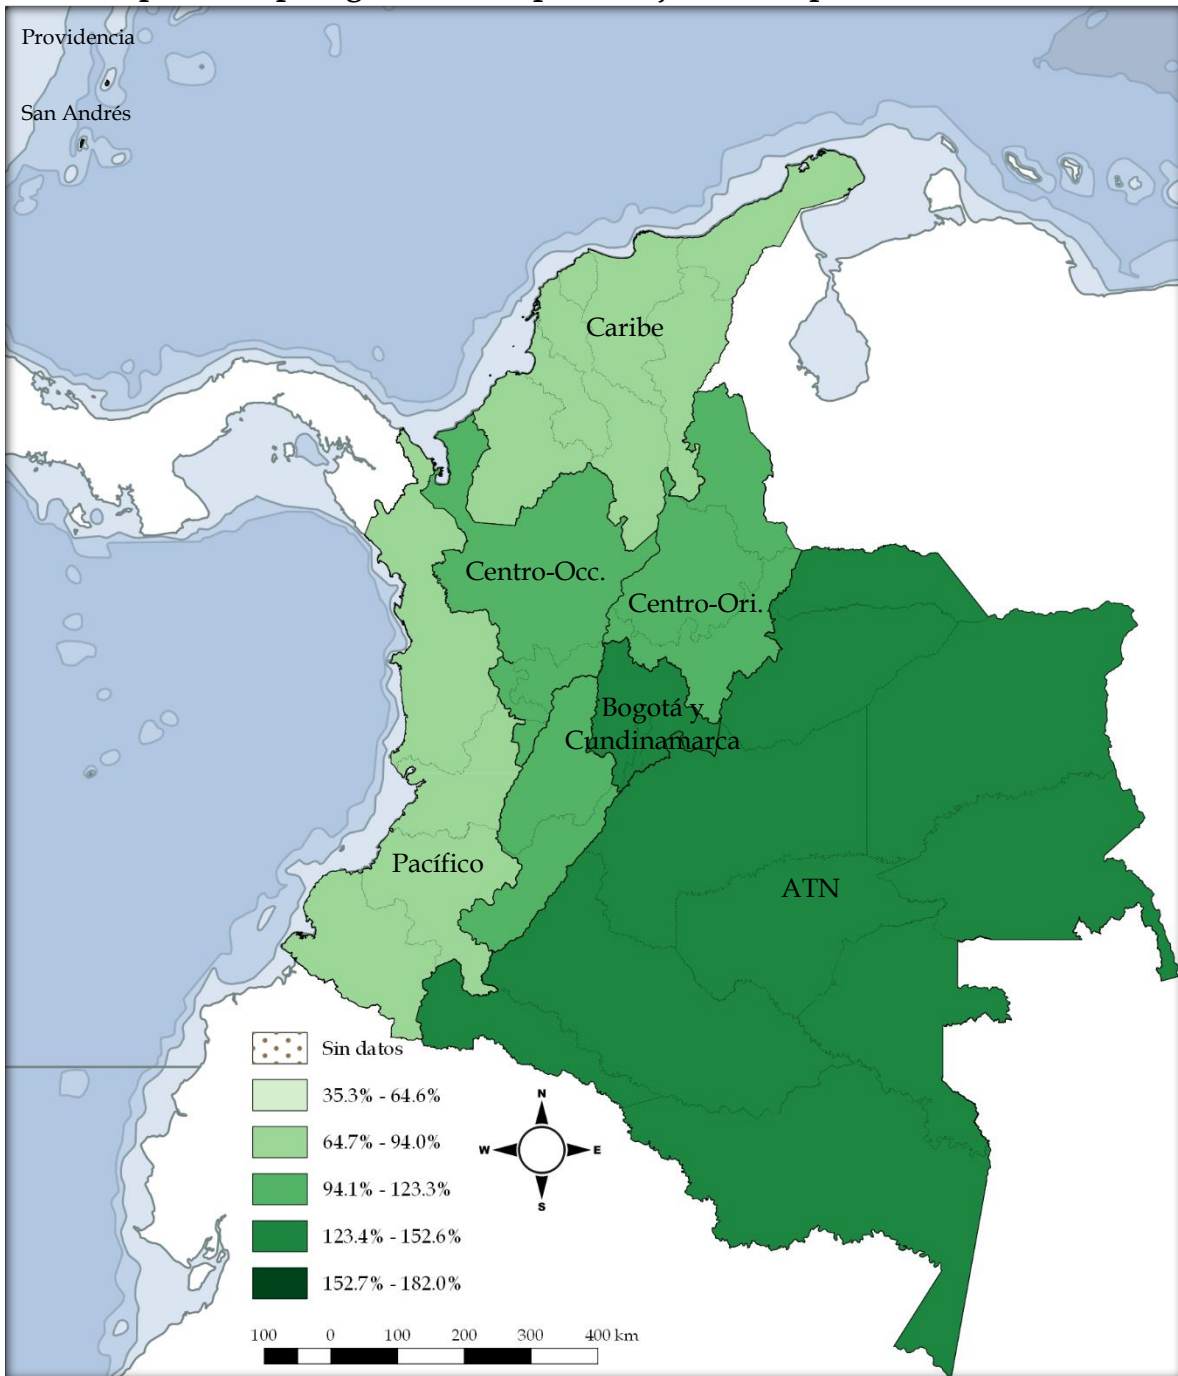 Providencia
San Andrés
Caribe
Centro-Occ.
Centro-Ori.
Bogotá y
Cundinamarca
Pacífico
ATN
Sin datos
35.3% - 64.6%
64.7% - 94.0%
94.1% - 123.3%
123.4% - 152.6%
152.7% - 182.0%
N
W E
S
100 0 100 200 300 400 km